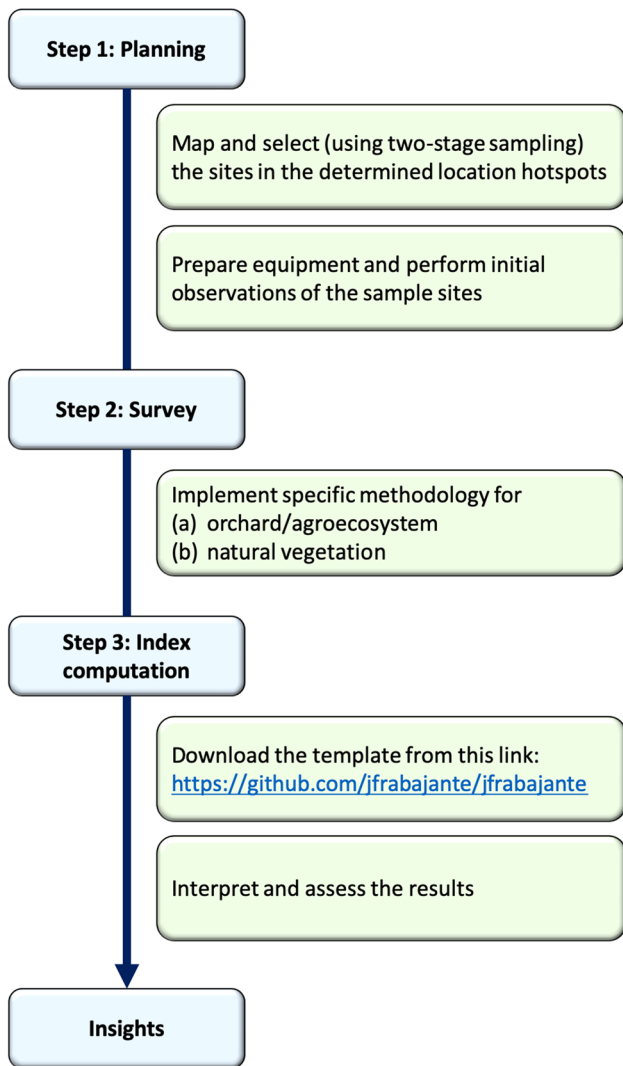 Step 1: Planning
Map and select (using two-stage sampling)
the sites in the determined location hotspots
Prepare equipment and perform initial
observations of the sample sites
Step 2: Survey
Implement specific methodology for
(a) orchard/agroecosystem
(b) natural vegetation
Step 3: Index
computation
Download the template from this link:
https://github.com/jfrabajante/jfrabajante
Interpret and assess the results
Insights